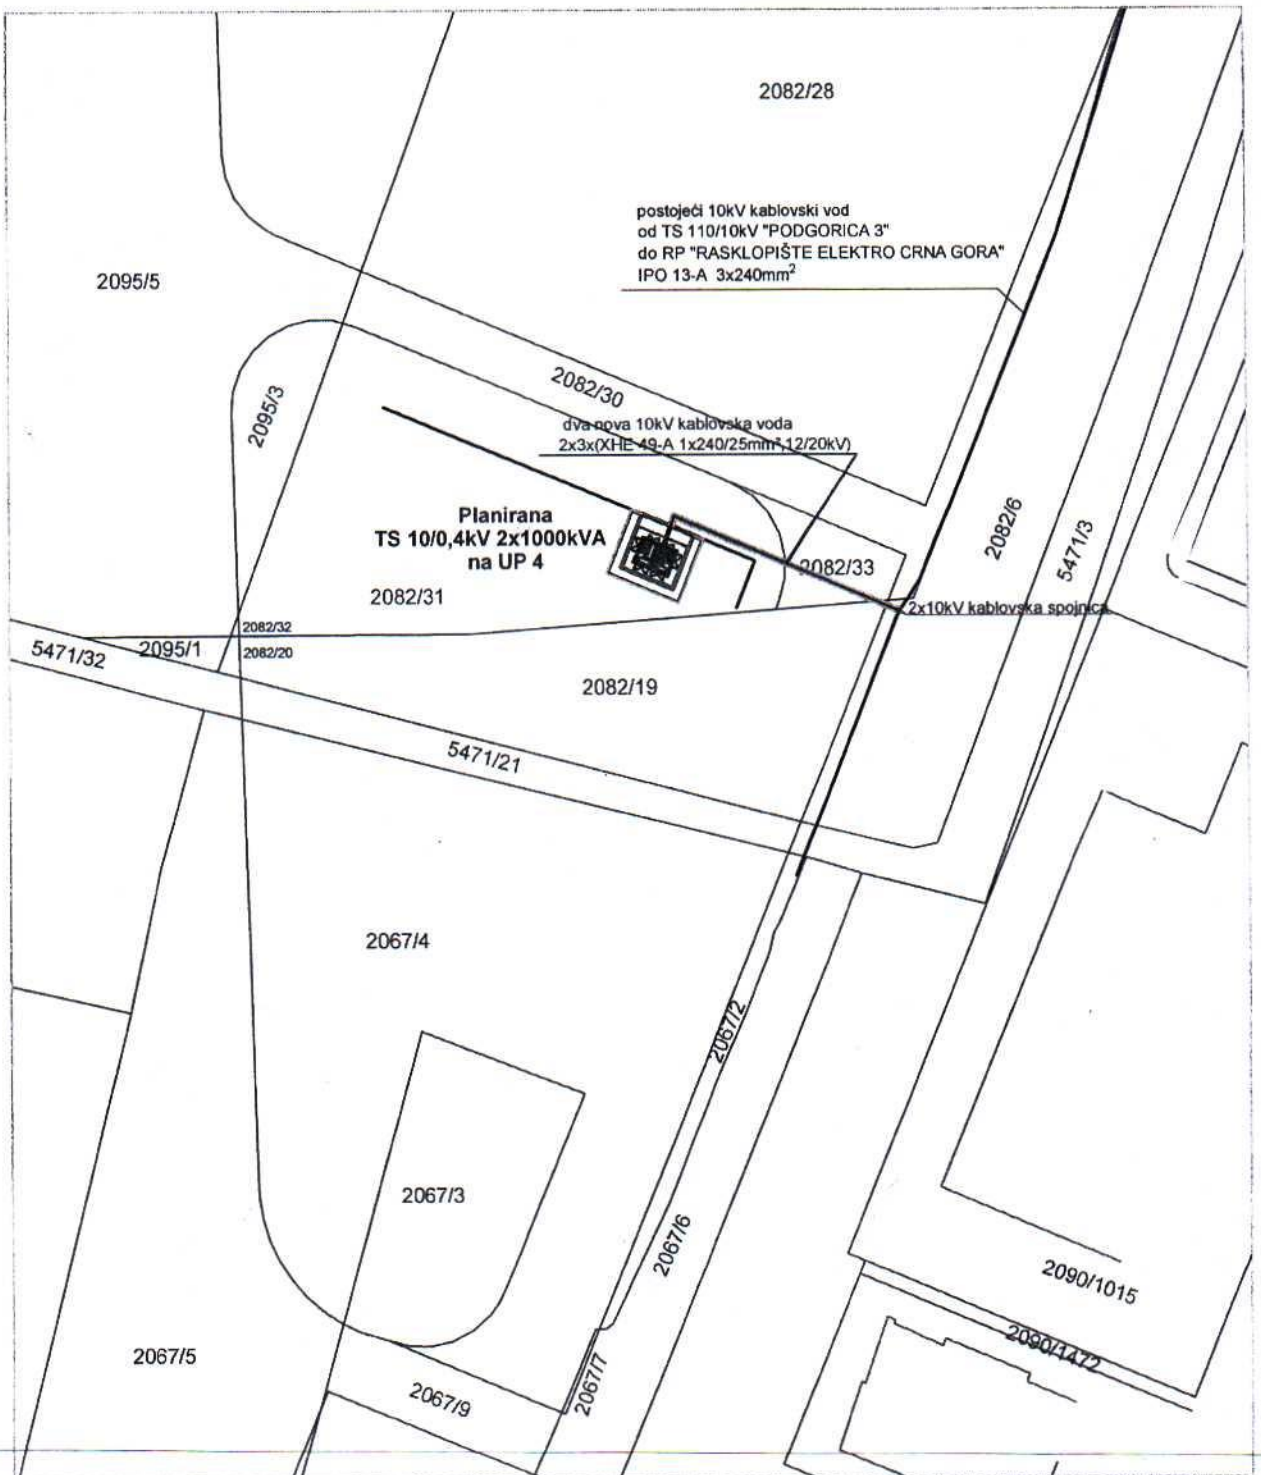 2082/28
postojeći 10kV kablovski vod
od TS 110/10kV "PODGORICA 3"
do RP "RASKLOPIŠTE ELEKTRO CRNA GORA"
IPO 13-A 3x240mm²
2095/5
2082/30
2095/3
dva nova 10kV kablovska voda
2x3x(XHE 49-A 1x240/25mm²,12/20kV)
Planirana
TS 10/0,4kV 2x1000kVA
na UP 4
2082/6
5471/3
2082/33
2082/31
2x10kV kablovska spojnica
2082/32
2095/1
2082/20
5471/32
2082/19
5471/21
2067/4
2067/2
2067/3
2067/6
2090/1015
2090/1472
2067/5
2067/7
2067/9